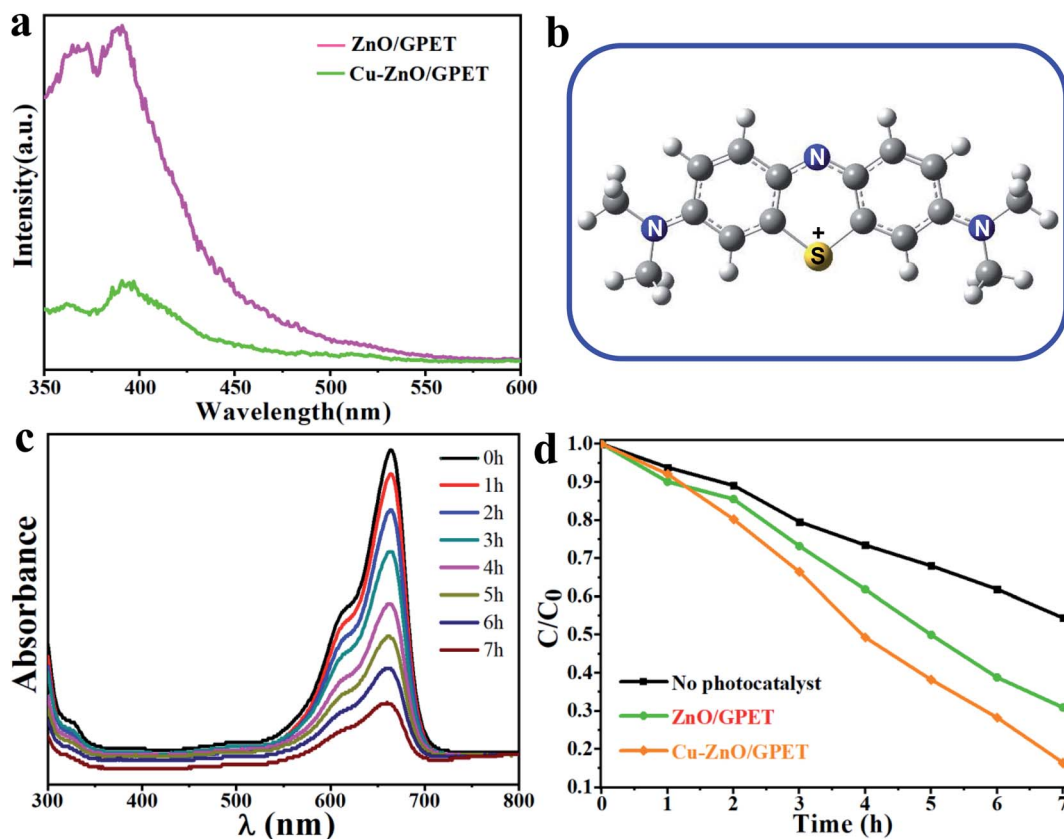 a
ZnO/GPET
Cu-ZnO/GPET
Intensity(a.u.)
350 400 450 500 550 600
Wavelength(nm)
b
N
N
+
S
N
c
0h
1h
2h
3h
4h
5h
6h
7h
Absorbance
300 400 500 600 700 800
λ (nm)
d
1.0
0.9
0.8
0.7
0.6
0.5
0.4
0.3
0.2
0.1
C/C0
No photocatalyst
ZnO/GPET
Cu-ZnO/GPET
0 1 2 3 4 5 6 7
Time (h)